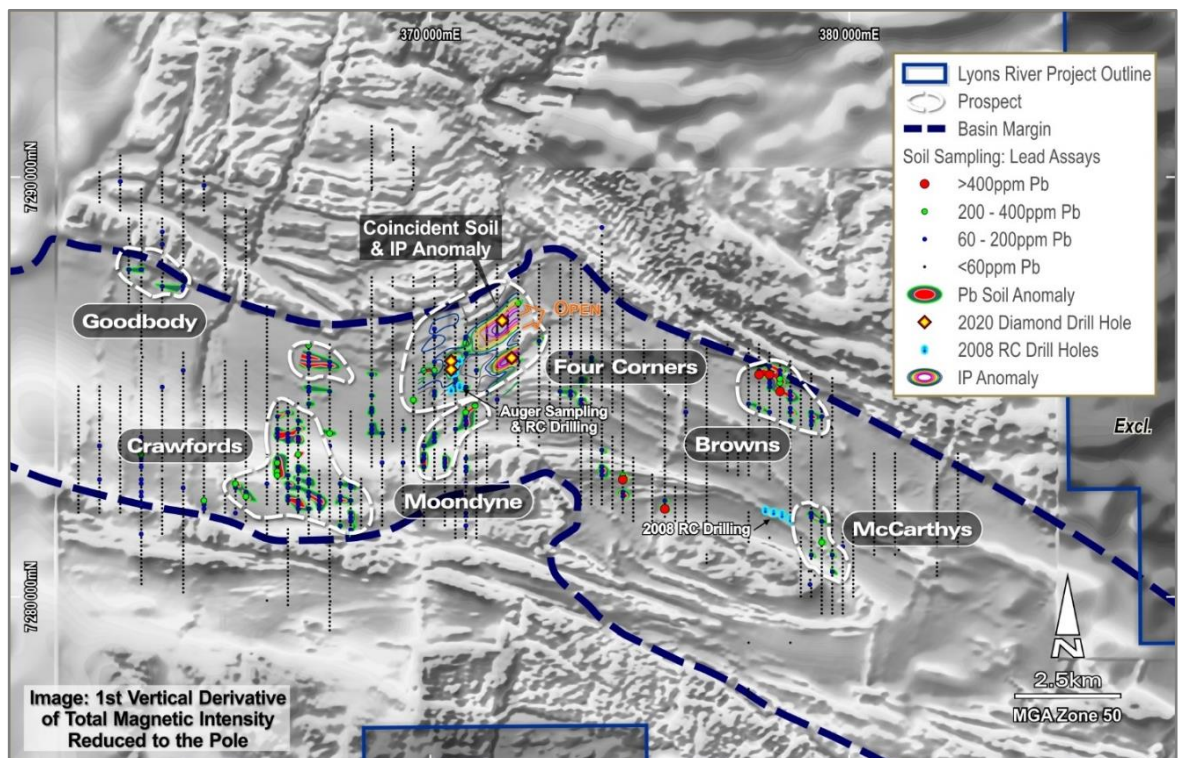 370 000mE
380 000mE
7290 000mN
7280 000mN
Lyons River Project Outline
Prospect
Basin Margin
Soil Sampling: Lead Assays
>400ppm Pb
200 - 400ppm Pb
60 - 200ppm Pb
<60ppm Pb
Pb Soil Anomaly
2020 Diamond Drill Hole
2008 RC Drill Holes
IP Anomaly
Coincident Soil
& IP Anomaly
OPEN
Goodbody
Four Corners
Auger Sampling
& RC Drilling
Crawfords
Moondyne
Browns
Excl.
2008 RC Drilling
McCarthys
N
2.5km
MGA Zone 50
Image: 1st Vertical Derivative
of Total Magnetic Intensity
Reduced to the Pole